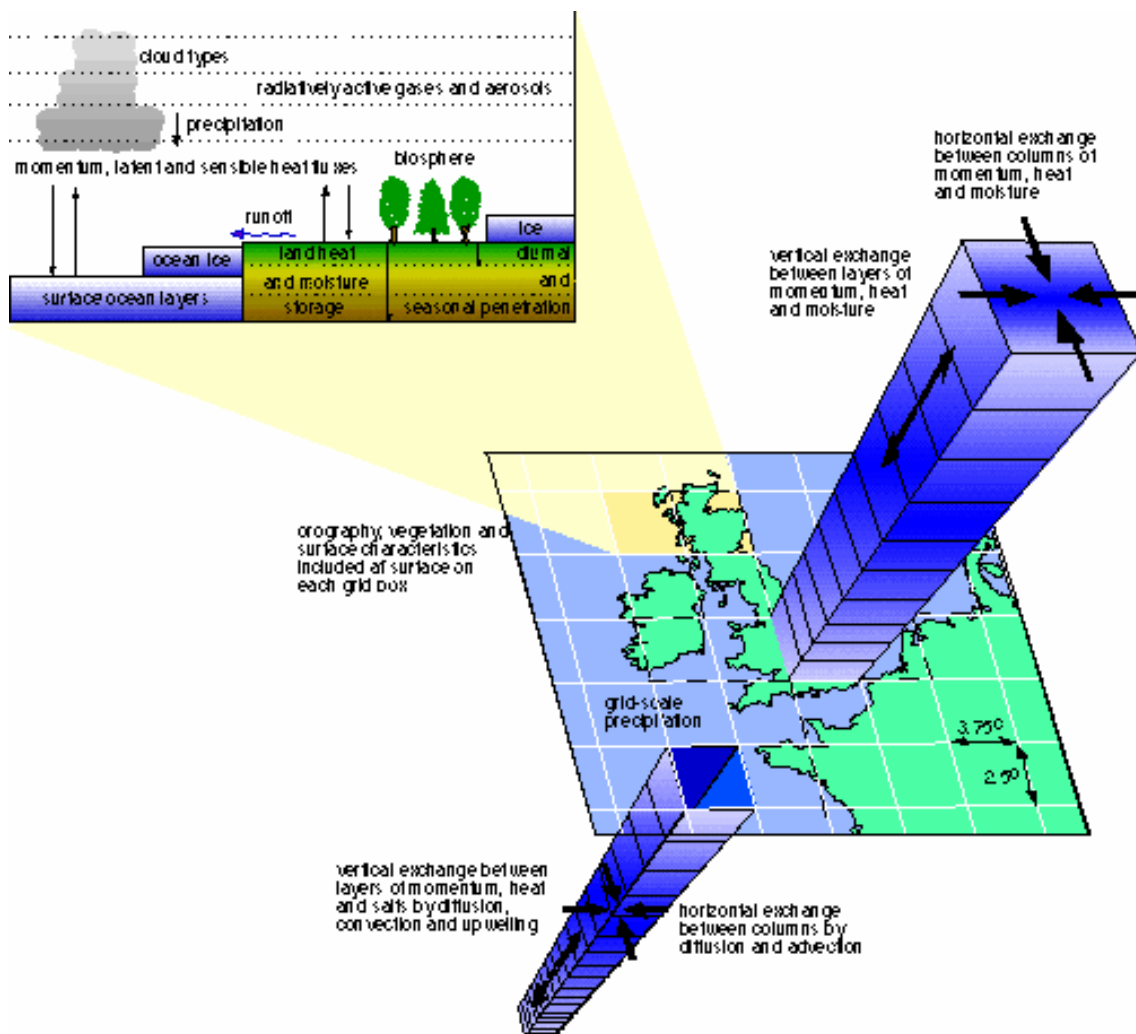 cloud types
radiatively active gases and aerosols
precipitation
momentum, latent and sensible heat fluxes
biosphere
run off
ice
ocean ice
land heat
diurnal
and moisture
and
surface ocean layers
storage
seasonal penetration
horizontal exchange
between columns of
momentum, heat
and moisture
vertical exchange
between layers of
momentum, heat
and moisture
orography, vegetation and
surface characteristics
included at surface on
each grid box
grid-scale
precipitation
3.75°
2.5°
vertical exchange between
layers of momentum, heat
and salts by diffusion,
convection and upwelling
horizontal exchange
between columns by
diffusion and advection